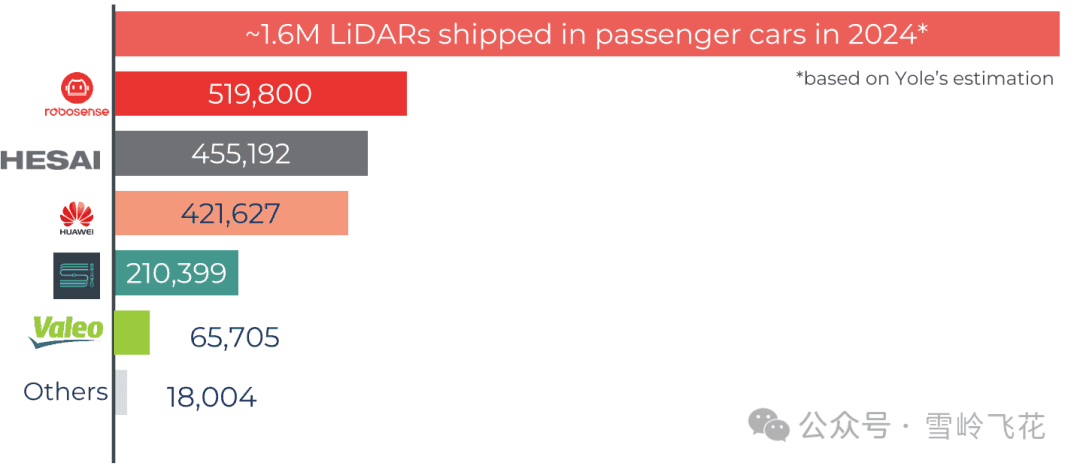 ~1.6M LiDARs shipped in passenger cars in 2024*
*based on Yole's estimation
robosense
519,800
HESAI
455,192
HUAWEI
421,627
210,399
Valeo
65,705
Others
18,004
公众号 · 雪岭飞花